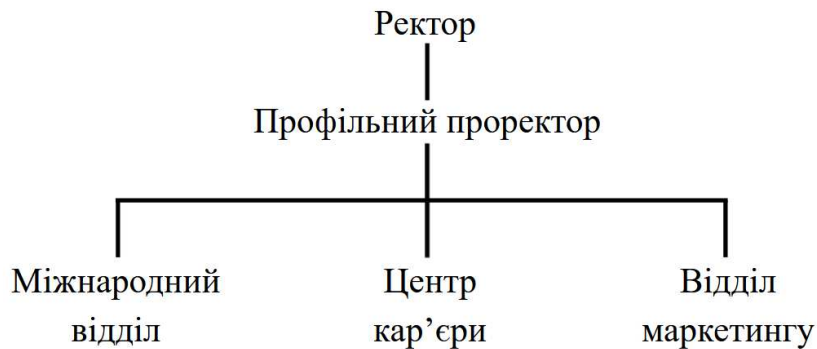 Ректор
Профільний проректор
Міжнародний відділ
Центр кар’єри
Відділ маркетингу